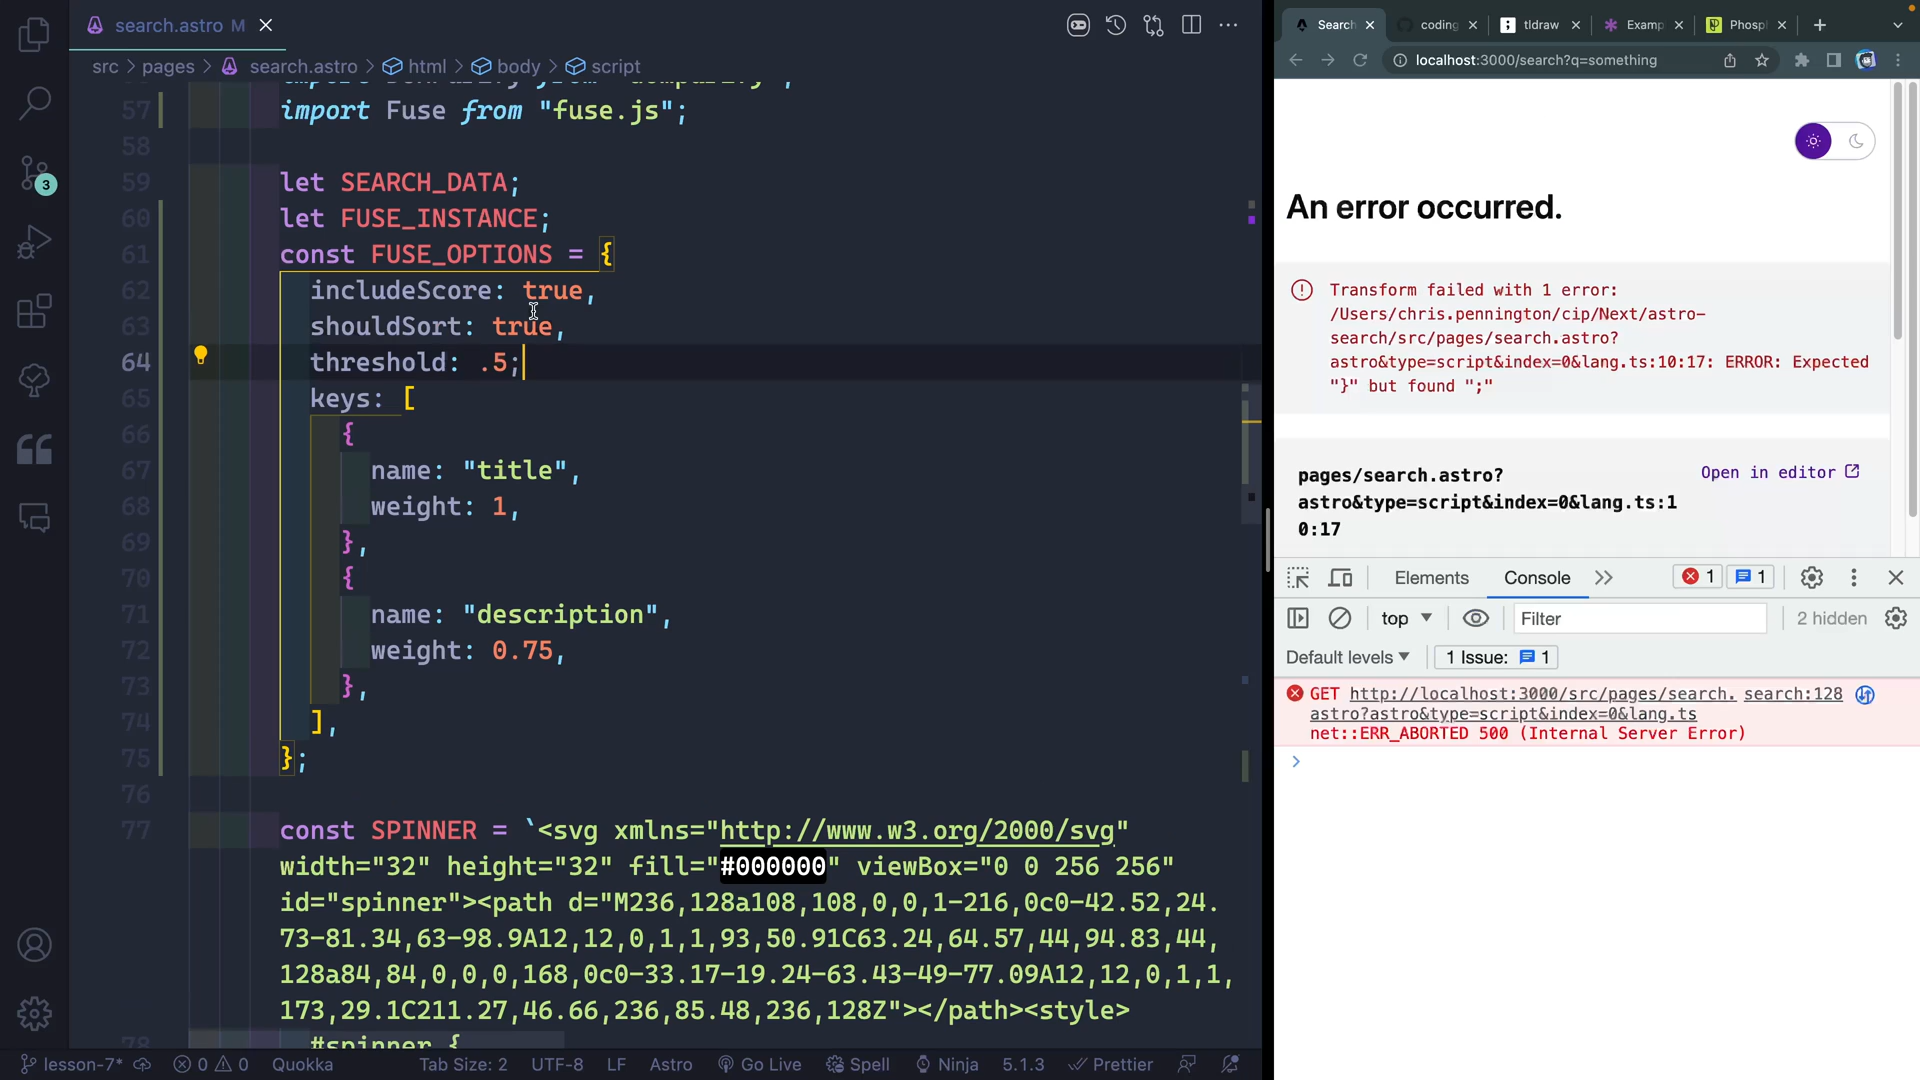 search.astro M
src > pages > search.astro > html > body > script
57 import Fuse from "fuse.js";
58
59 let SEARCH_DATA;
60 let FUSE_INSTANCE;
61 const FUSE_OPTIONS = {
62 includeScore: true,
63 shouldSort: true,
64 threshold: .5;
65 keys: [
66 {
67 name: "title",
68 weight: 1,
69 },
70 {
71 name: "description",
72 weight: 0.75,
73 },
74 ],
75 };
76
77 const SPINNER = `<svg xmlns="http://www.w3.org/2000/svg"
width="32" height="32" fill="#000000" viewBox="0 0 256 256"
id="spinner"><path d="M236,128a108,108,0,0,1-216,0c0-42.52,24.
73-81.34,63-98.9A12,12,0,1,1,93,50.91C63.24,64.57,44,94.83,44,
128a84,84,0,0,0,168,0c0-33.17-19.24-63.43-49-77.09A12,12,0,1,1,
173,29.1C211.27,46.66,236,85.48,236,128Z"></path><style>
78 #spinner {
3
lesson-7* 0 0 Quokka Tab Size: 2 UTF-8 LF Astro Go Live Spell Ninja 5.1.3 Prettier
Search coding tldraw Examp Phosp
localhost:3000/search?q=something
An error occurred.
Transform failed with 1 error:
/Users/chris.pennington/cip/Next/astro-
search/src/pages/search.astro?
astro&type=script&index=0&lang.ts:10:17: ERROR: Expected
"}" but found ";"
pages/search.astro?
astro&type=script&index=0&lang.ts:1
0:17
Open in editor
Elements Console 1 1
top Filter 2 hidden
Default levels 1 Issue: 1
GET http://localhost:3000/src/pages/search. search:128
astro?astro&type=script&index=0&lang.ts
net::ERR_ABORTED 500 (Internal Server Error)